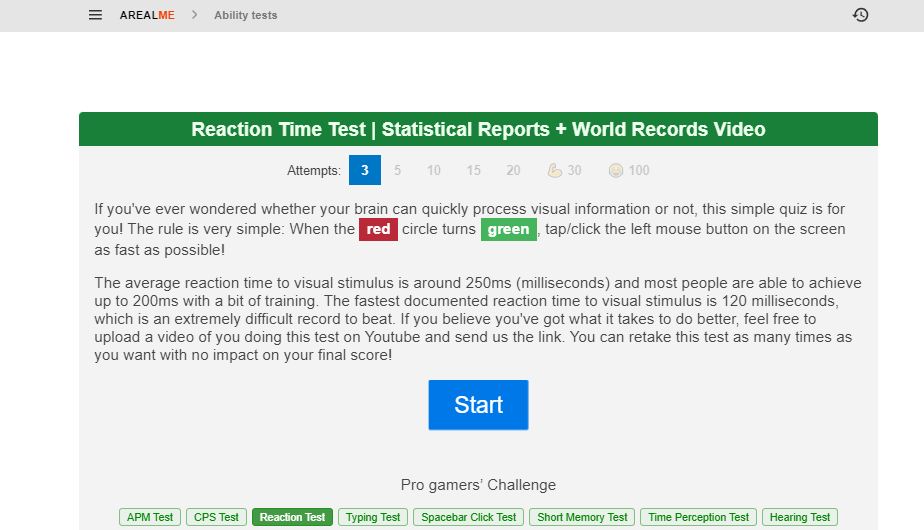 AREALME > Ability tests
Reaction Time Test | Statistical Reports + World Records Video
Attempts: 3 5 10 15 20 💪 30 😀 100
If you've ever wondered whether your brain can quickly process visual information or not, this simple quiz is for
you! The rule is very simple: When the red circle turns green, tap/click the left mouse button on the screen
as fast as possible!
The average reaction time to visual stimulus is around 250ms (milliseconds) and most people are able to achieve
up to 200ms with a bit of training. The fastest documented reaction time to visual stimulus is 120 milliseconds,
which is an extremely difficult record to beat. If you believe you've got what it takes to do better, feel free to
upload a video of you doing this test on Youtube and send us the link. You can retake this test as many times as
you want with no impact on your final score!
Start
Pro gamers’ Challenge
APM Test CPS Test Reaction Test Typing Test Spacebar Click Test Short Memory Test Time Perception Test Hearing Test